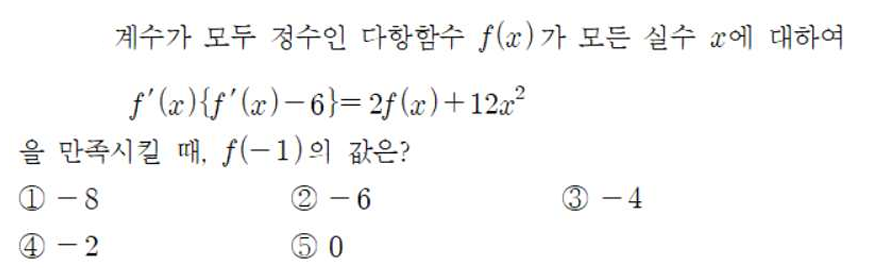 계수가 모두 정수인 다항함수 f(x)가 모든 실수 x에 대하여
f′(x){f′(x)−6}=2f(x)+12x²
을 만족시킬 때, f(−1)의 값은?
① −8 ② −6 ③ −4
④ −2 ⑤ 0